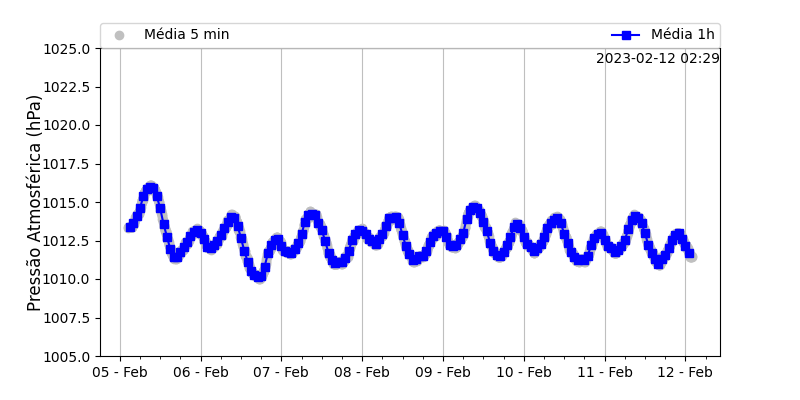 Média 5 min
Média 1h
2023-02-12 02:29
Pressão Atmosférica (hPa)
1025.0
1022.5
1020.0
1017.5
1015.0
1012.5
1010.0
1007.5
1005.0
05 - Feb
06 - Feb
07 - Feb
08 - Feb
09 - Feb
10 - Feb
11 - Feb
12 - Feb